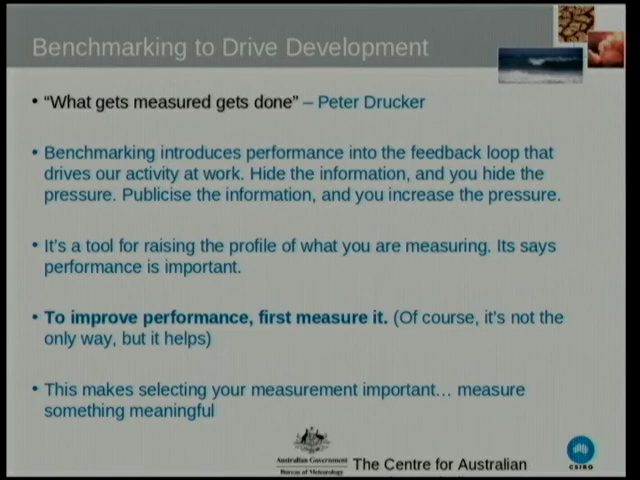 Benchmarking to Drive Development
• “What gets measured gets done” – Peter Drucker
• Benchmarking introduces performance into the feedback loop that
drives our activity at work. Hide the information, and you hide the
pressure. Publicise the information, and you increase the pressure.
• It’s a tool for raising the profile of what you are measuring. Its says
performance is important.
• To improve performance, first measure it. (Of course, it’s not the
only way, but it helps)
• This makes selecting your measurement important… measure
something meaningful
Australian Government
Bureau of Meteorology
The Centre for Australian
CSIRO